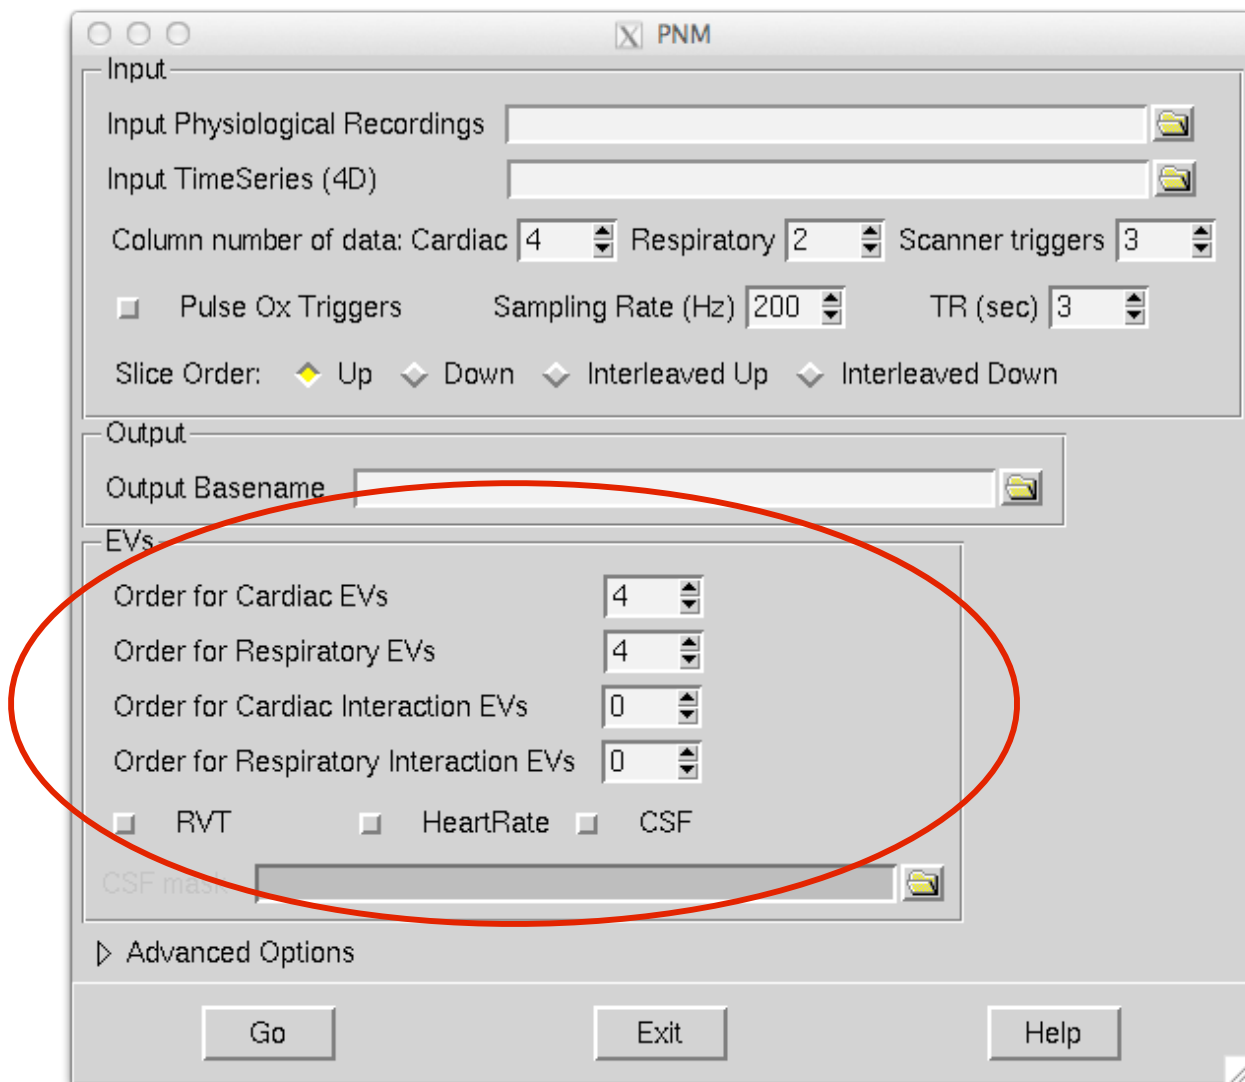 PNM
Input
Input Physiological Recordings
Input TimeSeries (4D)
Column number of data: Cardiac 4 Respiratory 2 Scanner triggers 3
Pulse Ox Triggers Sampling Rate (Hz) 200 TR (sec) 3
Slice Order: Up Down Interleaved Up Interleaved Down
Output
Output Basename
EVs
Order for Cardiac EVs 4
Order for Respiratory EVs 4
Order for Cardiac Interaction EVs 0
Order for Respiratory Interaction EVs 0
RVT HeartRate CSF
CSF mask
Advanced Options
Go Exit Help